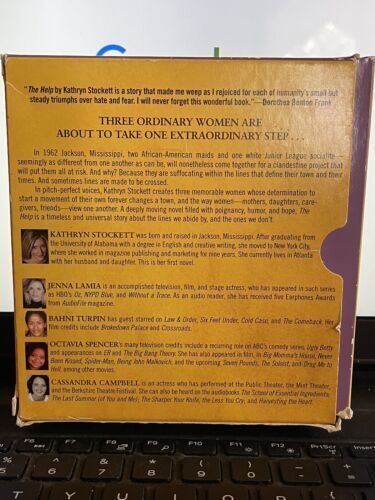 "The Help by Kathryn Stockett is a story that made me weep as I rejoiced for each of humanity's small but
steady triumphs over hate and fear. I will never forget this wonderful book."—Dorothea Benton Frank
THREE ORDINARY WOMEN ARE
ABOUT TO TAKE ONE EXTRAORDINARY STEP . . .
In 1962 Jackson, Mississippi, two African-American maids and one white Junior League socialite—
seemingly as different from one another as can be, will nonetheless come together for a clandestine project that
will put them all at risk. And why? Because they are suffocating within the lines that define their town and their
times. And sometimes lines are made to be crossed.
In pitch-perfect voices, Kathryn Stockett creates three memorable women whose determination to
start a movement of their own forever changes a town, and the way women—mothers, daughters, care-
givers, friends—view one another. A deeply moving novel filled with poignancy, humor, and hope, The
Help is a timeless and universal story about the lines we abide by, and the ones we don't.
KATHRYN STOCKETT was born and raised in Jackson, Mississippi. After graduating from
the University of Alabama with a degree in English and creative writing, she moved to New York City,
where she worked in magazine publishing and marketing for nine years. She currently lives in Atlanta
with her husband and daughter. This is her first novel.
JENNA LAMIA is an accomplished television, film, and stage actress, who has appeared in such series
as HBO's Oz, NYPD Blue, and Without a Trace. As an audio reader, she has received five Earphones Awards
from AudioFile magazine.
BAHNI TURPIN has guest starred on Law & Order, Six Feet Under, Cold Case, and The Comeback. Her
film credits include Brokedown Palace and Crossroads.
OCTAVIA SPENCER's many television credits include a recurring role on ABC's comedy series Ugly Betty
and appearances on ER and The Big Bang Theory. She has also appeared in film, in Big Momma's House, Never
Been Kissed, Spider-Man, Being John Malkovich, and the upcoming Seven Pounds, The Soloist, and Drag Me to
Hell, among other movies.
CASSANDRA CAMPBELL is an actress who has performed at the Public Theater, the Mint Theater,
and the Berkshire Theatre Festival. She can also be heard on the audiobooks The School of Essential Ingredients;
The Last Summer (of You and Me); The Sharper Your Knife, the Less You Cry; and Harvesting the Heart.
F6 F7 F8 F9 F10 F11 F12 PrtScr Insert
^ & * ( ) _ +
6 7 8 9 0 - =
T Y U I O P